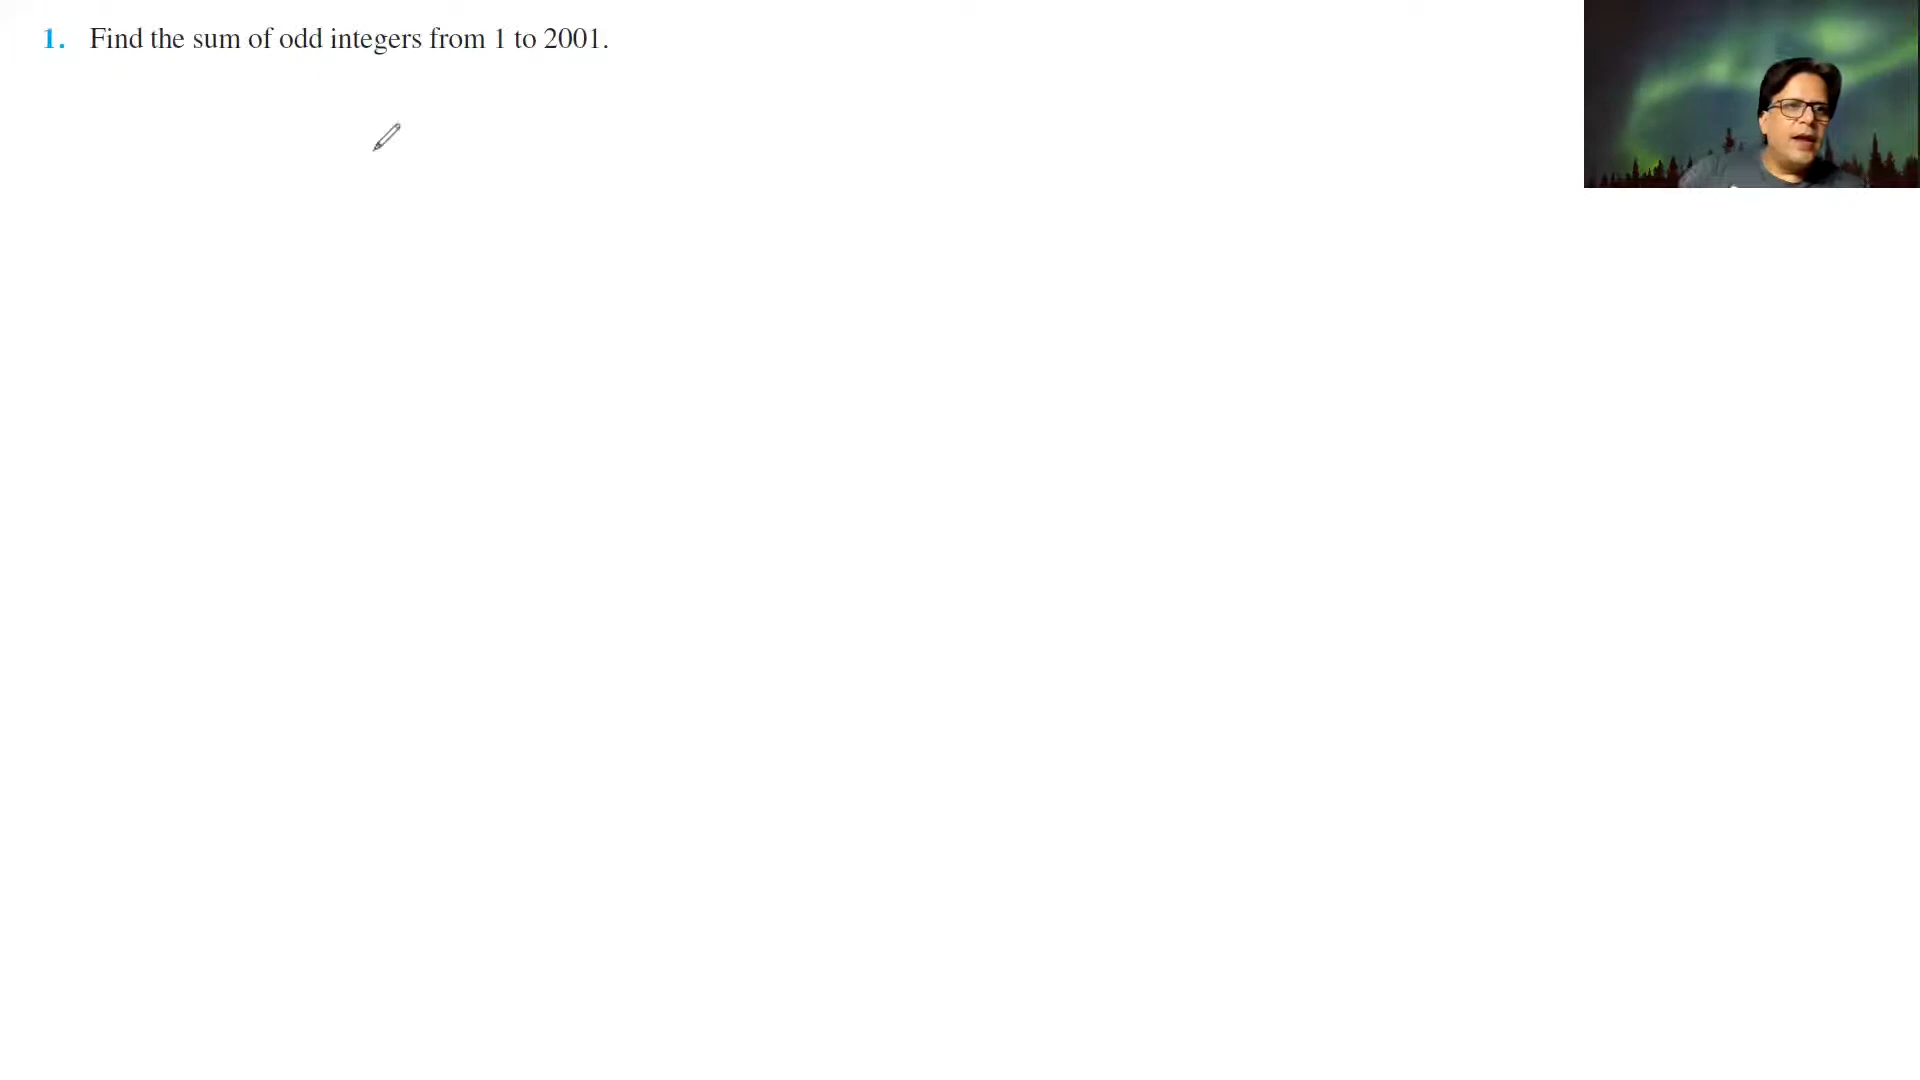 1. Find the sum of odd integers from 1 to 2001.